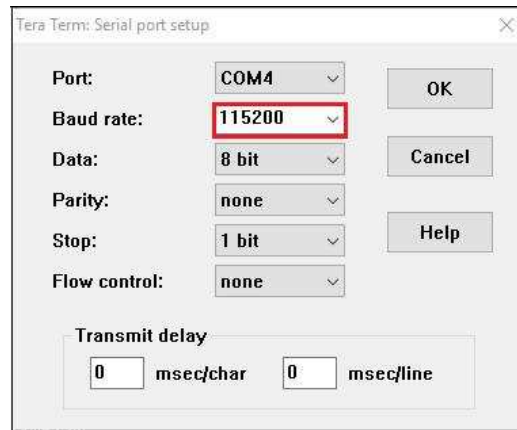 Tera Term: Serial port setup
Port: COM4 OK
Baud rate: 115200
Data: 8 bit Cancel
Parity: none
Stop: 1 bit Help
Flow control: none
Transmit delay
0 msec/char 0 msec/line